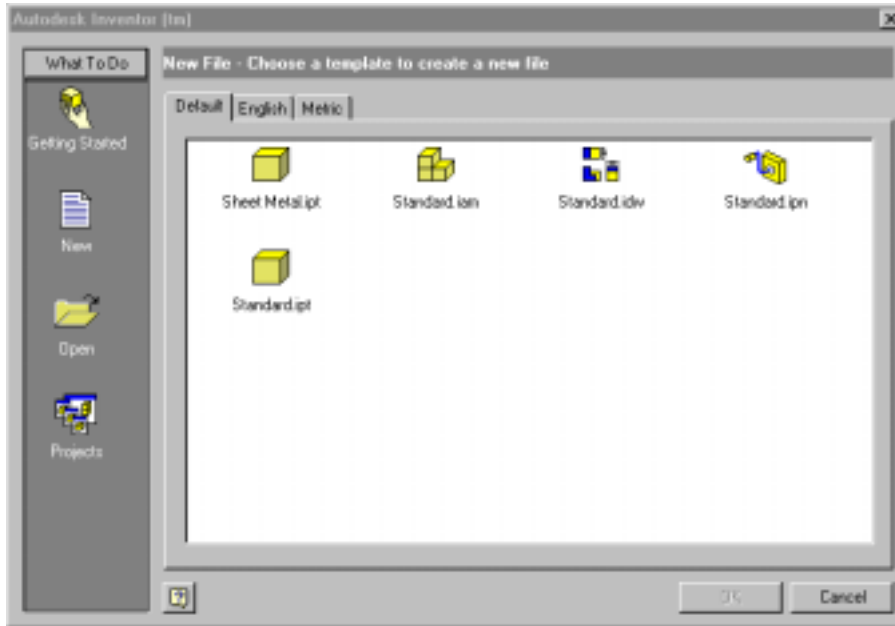 Autodesk Inventor (tm)
What To Do
New File - Choose a template to create a new file
Default English Metric
Getting Started
Sheet Metal.ipt Standard.iam Standard.idw Standard.ipn
New
Standard.ipt
Open
Projects
OK Cancel